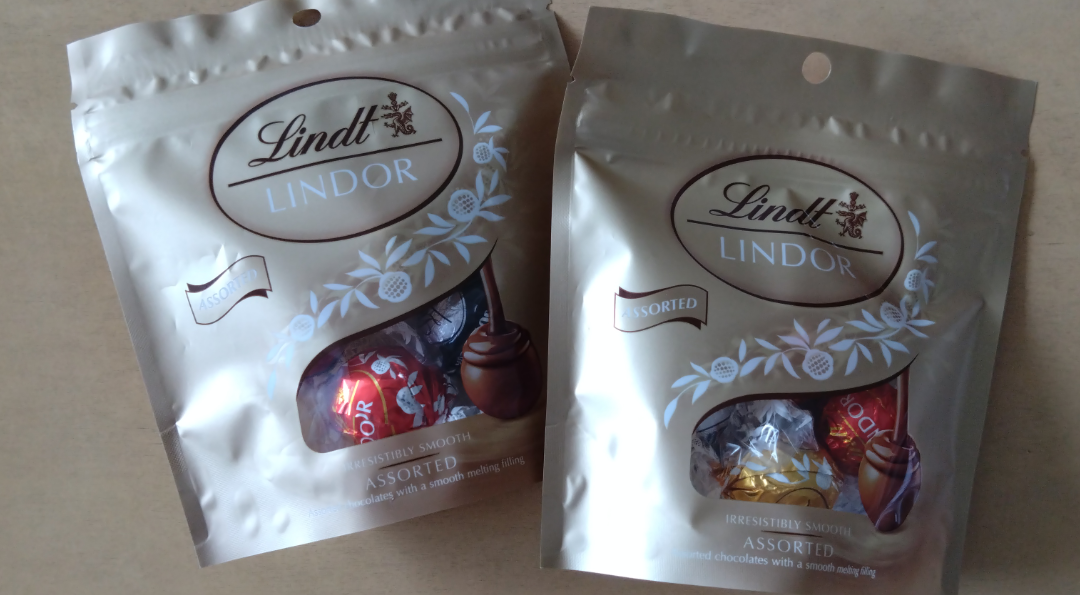 Lindt
LINDOR
ASSORTED
DOR
IRRESISTIBLY SMOOTH
ASSORTED
chocolates with a smooth melting filling
Lindt
LINDOR
ASSORTED
IRRESISTIBLY SMOOTH
ASSORTED
chocolates with a smooth melting filling